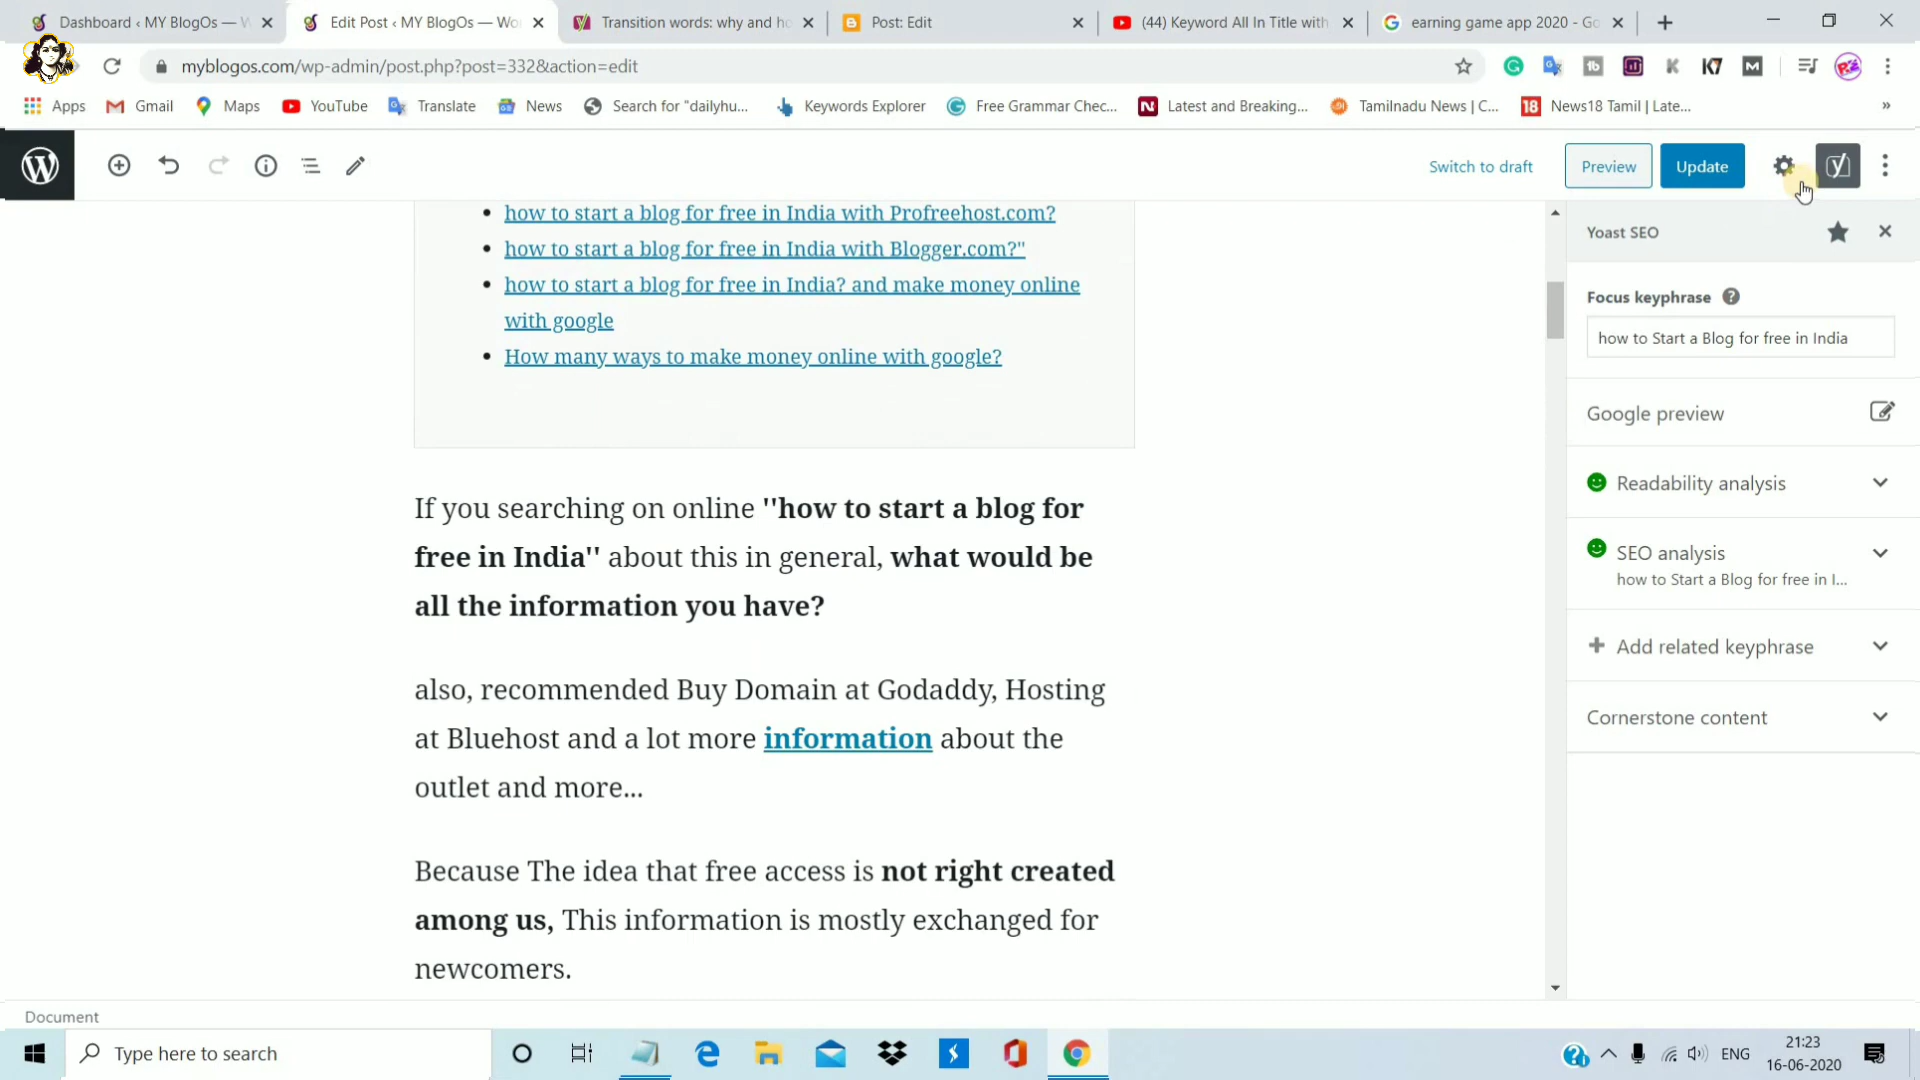 Dashboard ‹ MY BlogOs — W
Edit Post ‹ MY BlogOs — Wo
Transition words: why and ho
Post: Edit
(44) Keyword All In Title with
earning game app 2020 - Go
myblogos.com/wp-admin/post.php?post=332&action=edit
Apps
Gmail
Maps
YouTube
Translate
News
Search for "dailyhu...
Keywords Explorer
Free Grammar Chec...
Latest and Breaking...
Tamilnadu News | C...
News18 Tamil | Late...
Switch to draft
Preview
Update
how to start a blog for free in India with Profreehost.com?
how to start a blog for free in India with Blogger.com?"
how to start a blog for free in India? and make money online
with google
How many ways to make money online with google?
If you searching on online "how to start a blog for
free in India" about this in general, what would be
all the information you have?
also, recommended Buy Domain at Godaddy, Hosting
at Bluehost and a lot more information about the
outlet and more...
Because The idea that free access is not right created
among us, This information is mostly exchanged for
newcomers.
Yoast SEO
Focus keyphrase
how to Start a Blog for free in India
Google preview
Readability analysis
SEO analysis
how to Start a Blog for free in I...
Add related keyphrase
Cornerstone content
Document
Type here to search
ENG
21:23
16-06-2020